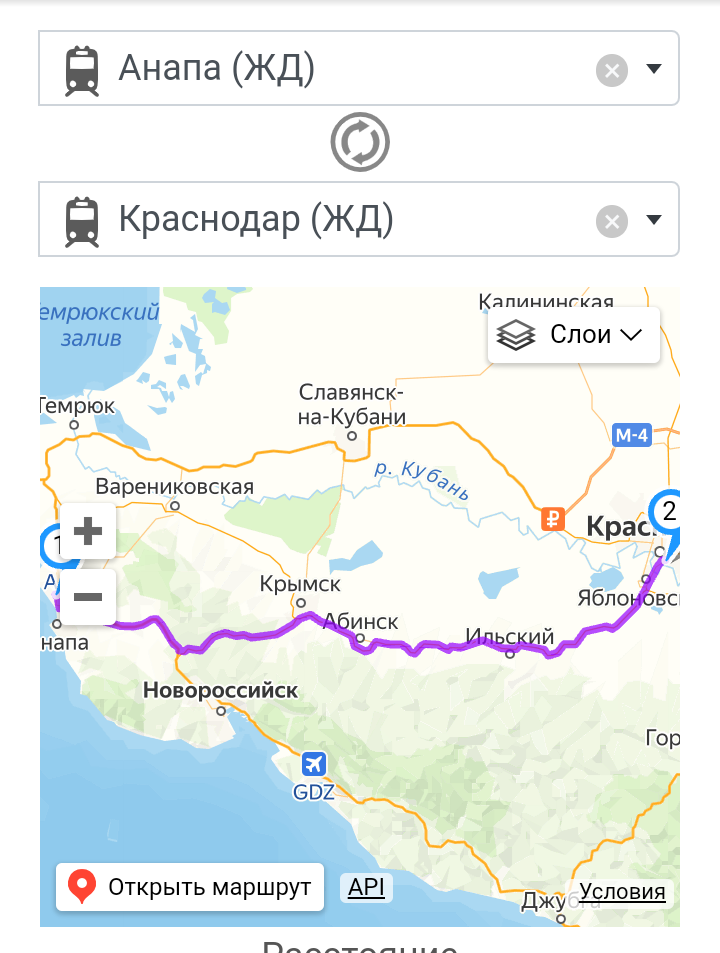 Анапа (ЖД)
Краснодар (ЖД)
Калининская
емрюкский
залив
Слои
Славянск-
на-Кубани
Темрюк
М-4
р. Кубань
Варениковская
2
Крас
1
А
Крымск
Яблоновс
Абинск
Ильский
напа
Новороссийск
Гор
GDZ
Открыть маршрут
API
Условия
Джубга
Расстояние